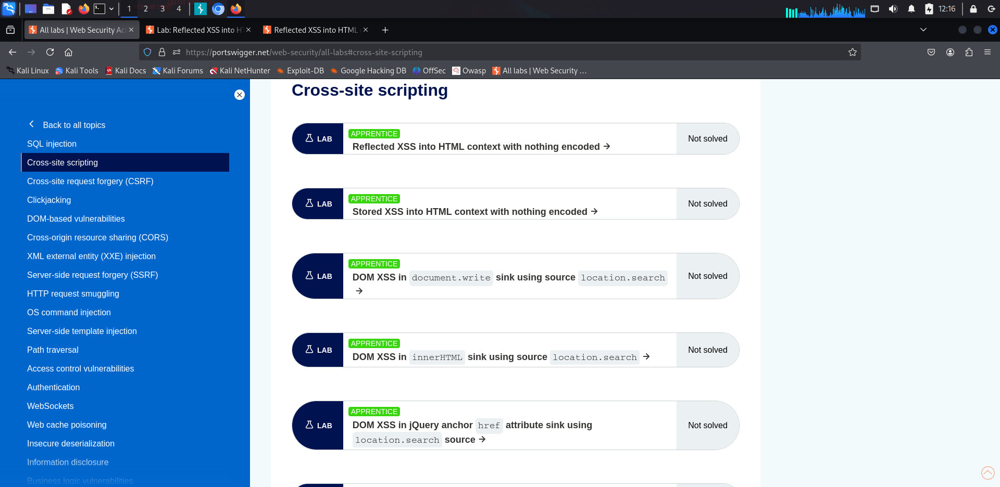 1 2 3 4 12:16
All labs | Web Security Ac
Lab: Reflected XSS into H
Reflected XSS into HTML
https://portswigger.net/web-security/all-labs#cross-site-scripting
Kali Linux Kali Tools Kali Docs Kali Forums Kali NetHunter Exploit-DB Google Hacking DB OffSec Owasp All labs | Web Security ...
Back to all topics
SQL injection
Cross-site scripting
Cross-site request forgery (CSRF)
Clickjacking
DOM-based vulnerabilities
Cross-origin resource sharing (CORS)
XML external entity (XXE) injection
Server-side request forgery (SSRF)
HTTP request smuggling
OS command injection
Server-side template injection
Path traversal
Access control vulnerabilities
Authentication
WebSockets
Web cache poisoning
Insecure deserialization
Information disclosure
Business logic vulnerabilities
Cross-site scripting
LAB
APPRENTICE
Reflected XSS into HTML context with nothing encoded →
Not solved
LAB
APPRENTICE
Stored XSS into HTML context with nothing encoded →
Not solved
LAB
APPRENTICE
DOM XSS in document.write sink using source location.search
→
Not solved
LAB
APPRENTICE
DOM XSS in innerHTML sink using source location.search →
Not solved
LAB
APPRENTICE
DOM XSS in jQuery anchor href attribute sink using
location.search source →
Not solved